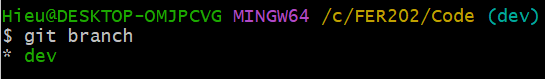 Hieu@DESKTOP-OMJPCVG MINGW64 /c/FER202/Code (dev)
$ git branch
* dev